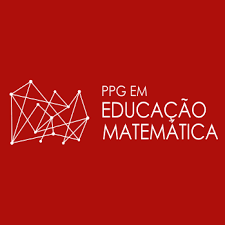 PPG EM
EDUCAÇÃO
MATEMÁTICA